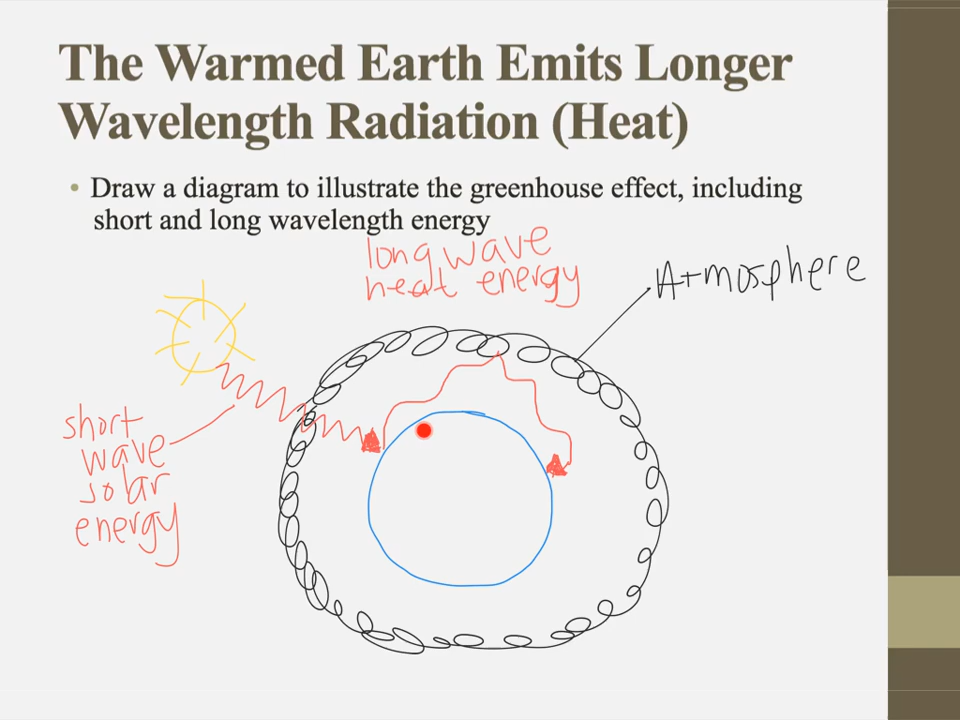 The Warmed Earth Emits Longer
Wavelength Radiation (Heat)
• Draw a diagram to illustrate the greenhouse effect, including
short and long wavelength energy
long wave
heat energy
Atmosphere
short
wave
solar
energy